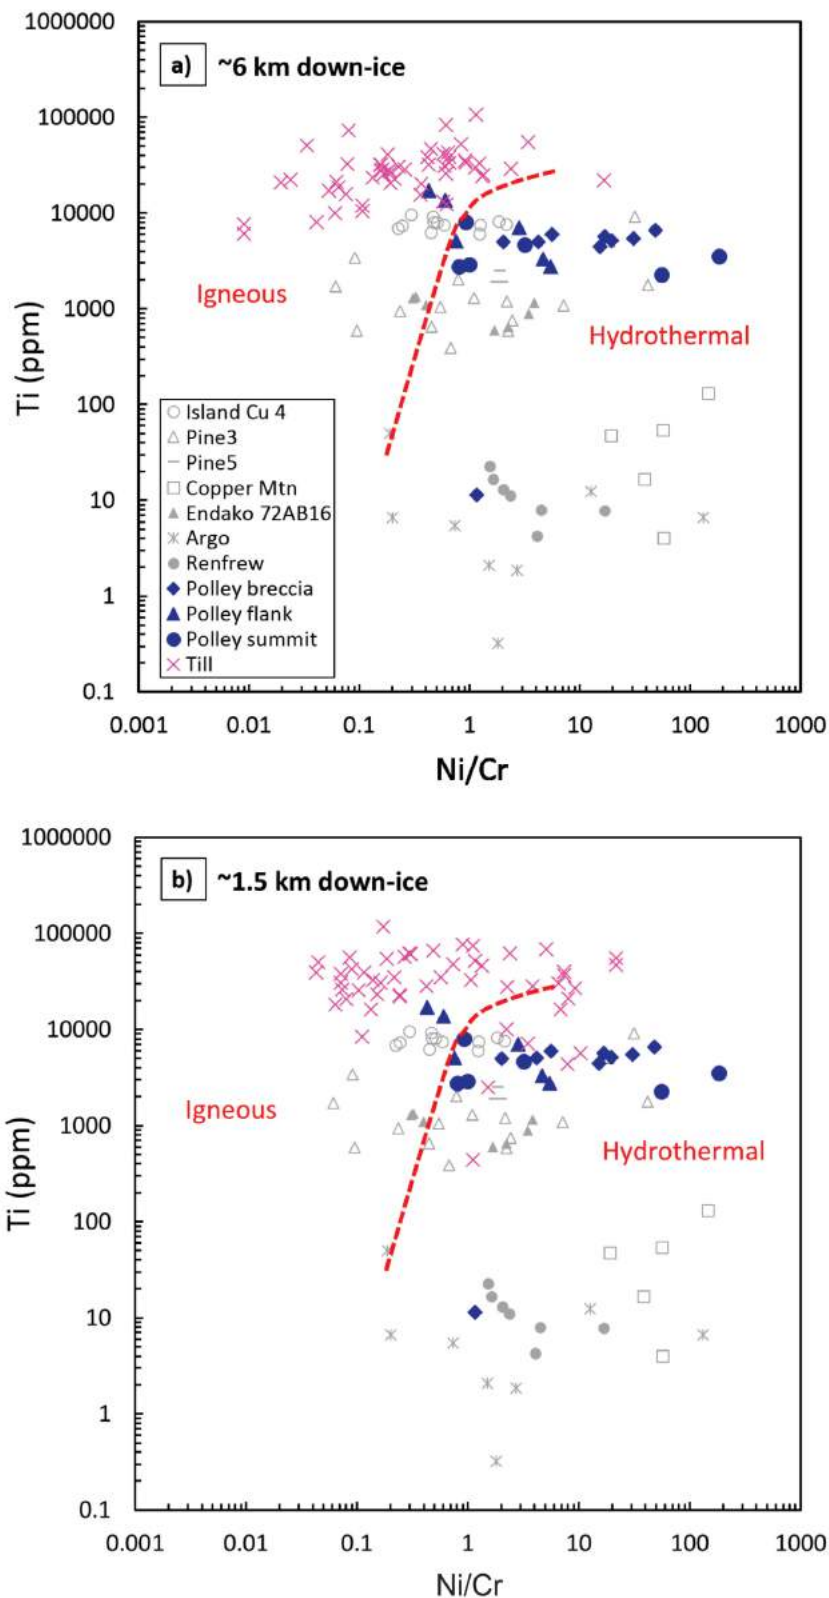 1000000
a) ~6 km down-ice
100000
10000
Igneous
1000
Hydrothermal
Ti (ppm)
100
Island Cu 4
Pine3
Pine5
Copper Mtn
10
Endako 72AB16
Argo
Renfrew
1
Polley breccia
Polley flank
Polley summit
Till
0.1
0.001 0.01 0.1 1 10 100 1000
Ni/Cr
1000000
b) ~1.5 km down-ice
100000
10000
Igneous
1000
Hydrothermal
Ti (ppm)
100
10
1
0.1
0.001 0.01 0.1 1 10 100 1000
Ni/Cr